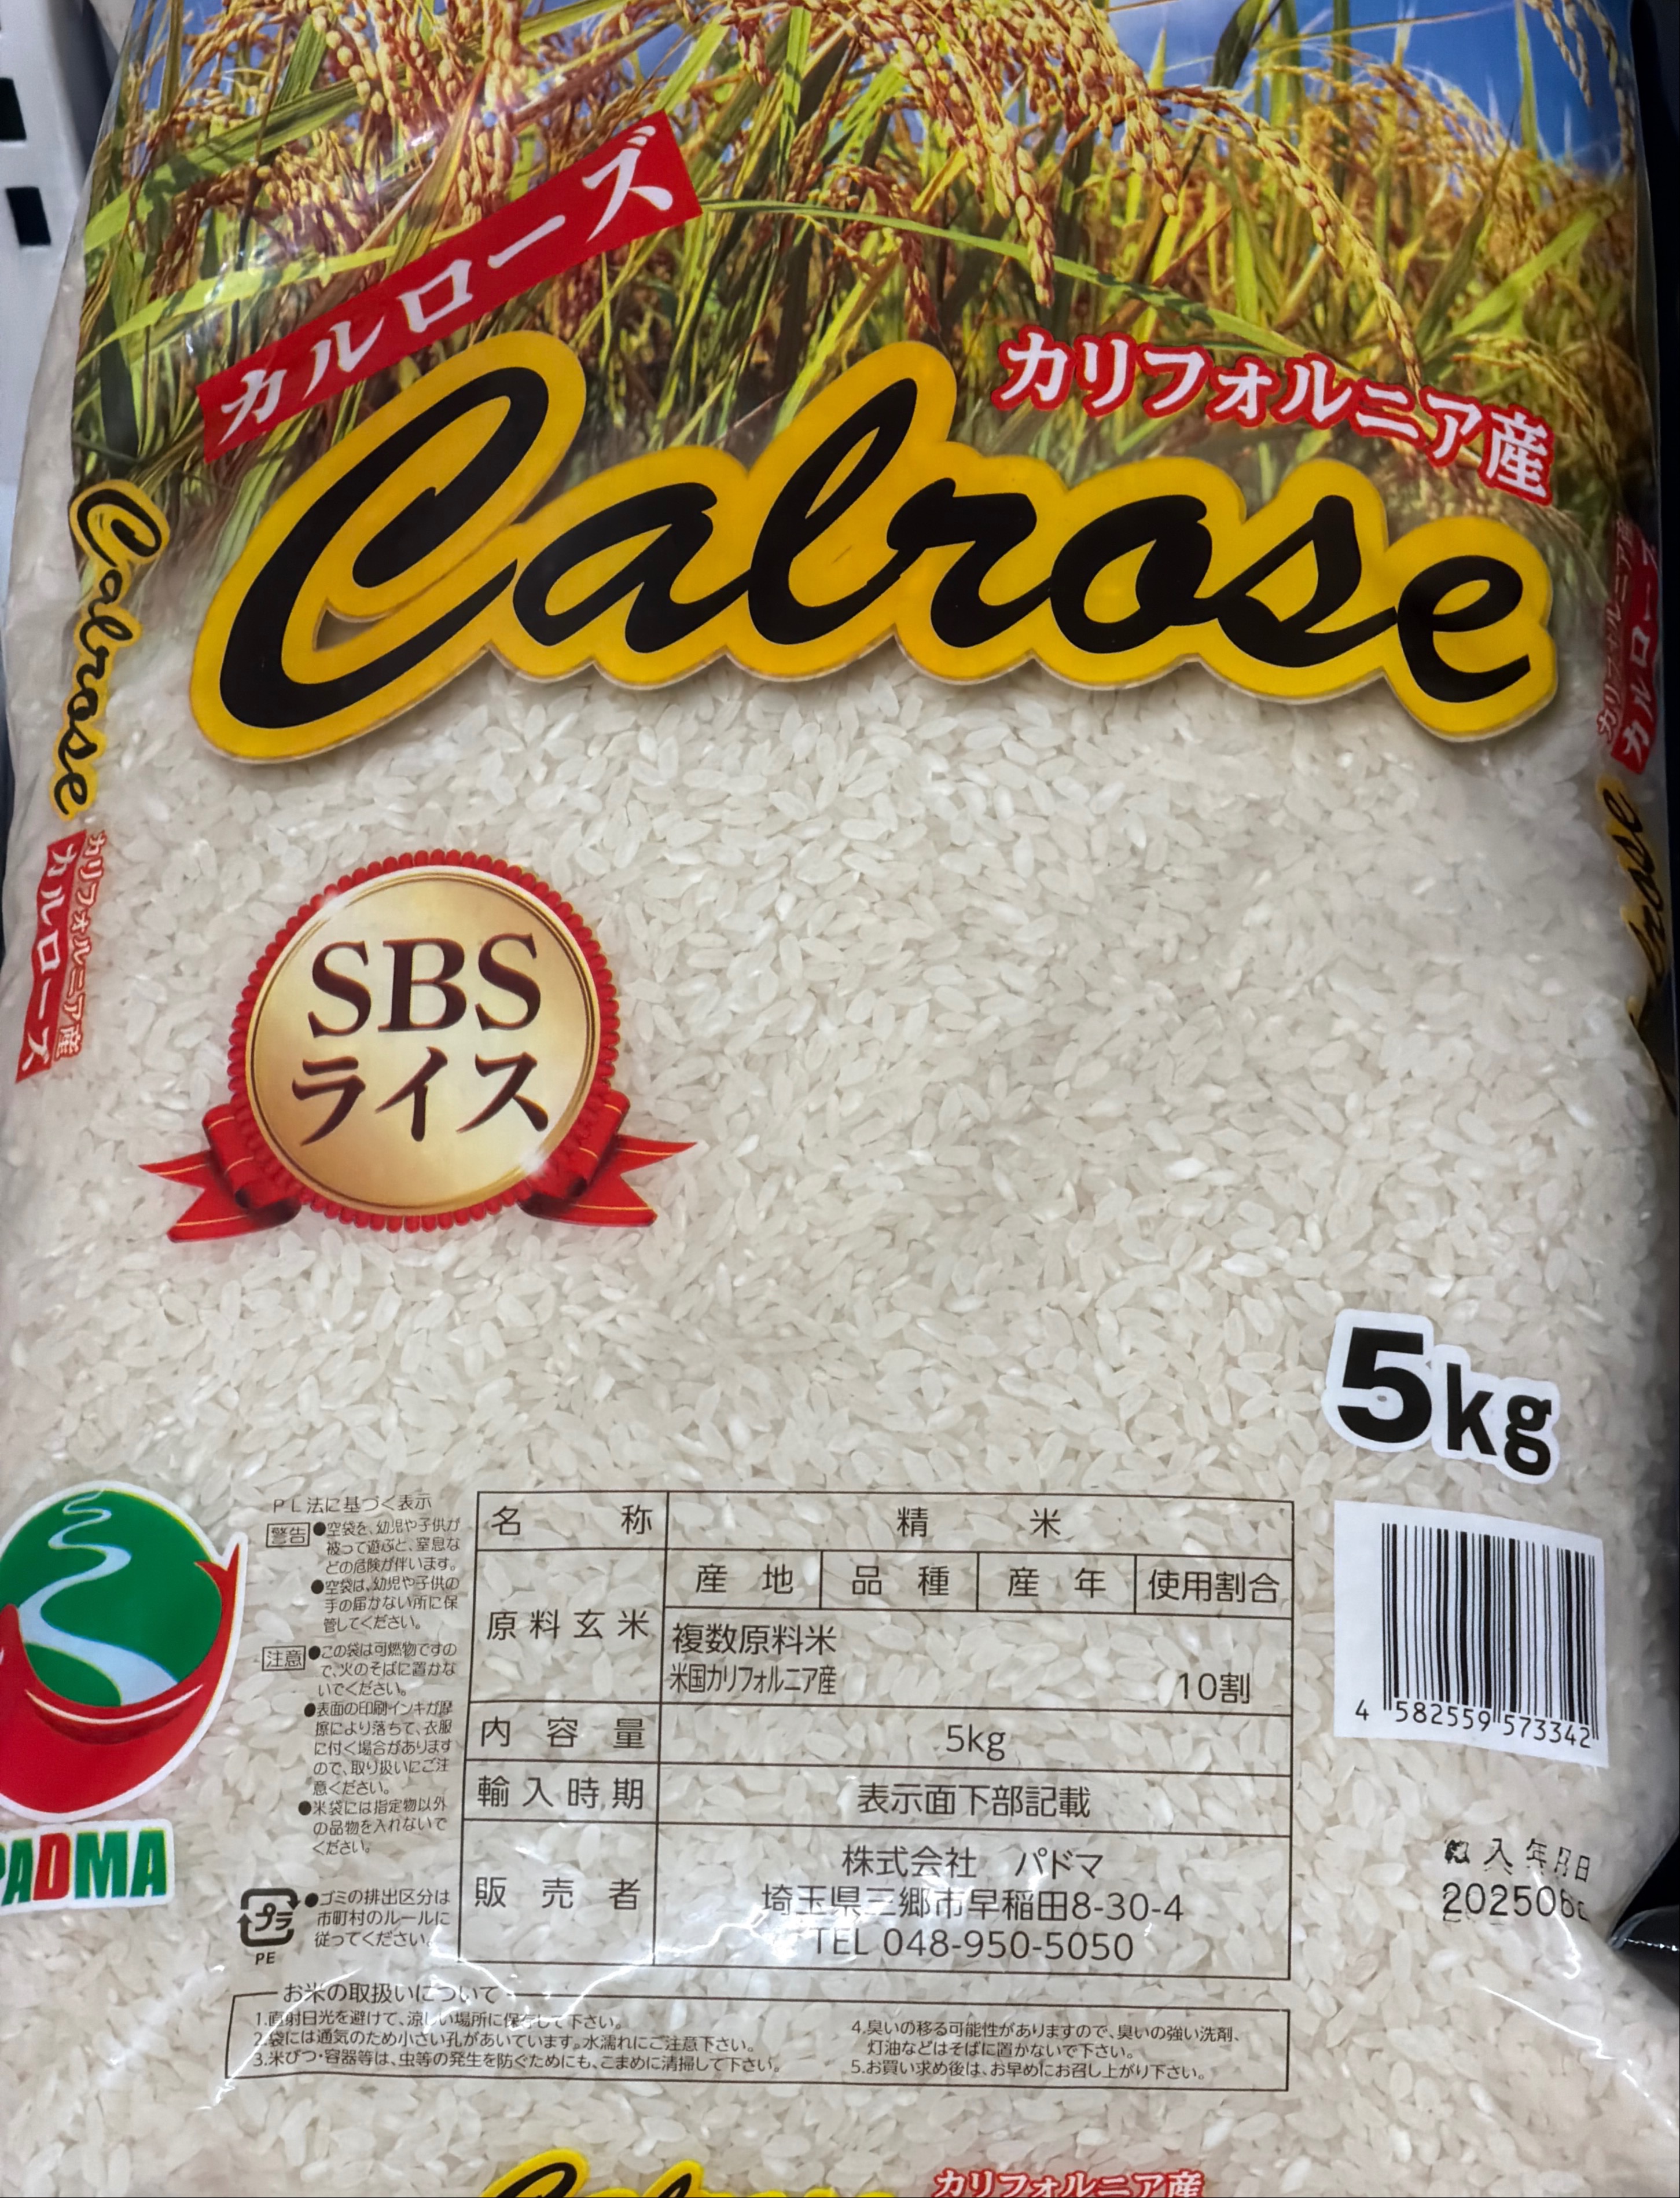 カルローズ
カリフォルニア産
Calrose
Calrose
カリフォルニア産
カルローズ
カリフォルニア産
カルローズ
SBS
ライス
5kg
PADMA
PL法に基づく表示
警告 ●空袋を、幼児や子供が
被って遊ぶと、窒息な
どの危険が伴います。
●空袋は、幼児や子供の
手の届かない所に保
管してください。
注意 ●この袋は可燃物ですの
で、火のそばに置かな
いでください。
●表面の印刷インキが摩
擦により落ちて、衣服
に付く場合があります
ので、取り扱いにご注
意ください。
●米袋には指定物以外
の品物を入れないで
ください。
プラ
PE
●ゴミの排出区分は
市町村のルールに
従ってください。
名称 精米
原料玄米 産地 品種 産年 使用割合
複数原料米
米国カリフォルニア産 10割
内容量 5kg
輸入時期 表示面下部記載
販売者 株式会社 パドマ
埼玉県三郷市早稲田8-30-4
TEL 048-950-5050
4 582559 573342
入年月日
202506
お米の取扱いについて
1.直射日光を避けて、涼しい場所に保存して下さい。
2.袋には通気のため小さい孔があいています。水濡れにご注意下さい。
3.米びつ・容器等は、虫等の発生を防ぐためにも、こまめに清掃して下さい。
4.臭いの移る可能性がありますので、臭いの強い洗剤、
灯油などはそばに置かないで下さい。
5.お買い求め後は、お早めにお召し上がり下さい。
Calrose
カリフォルニア産